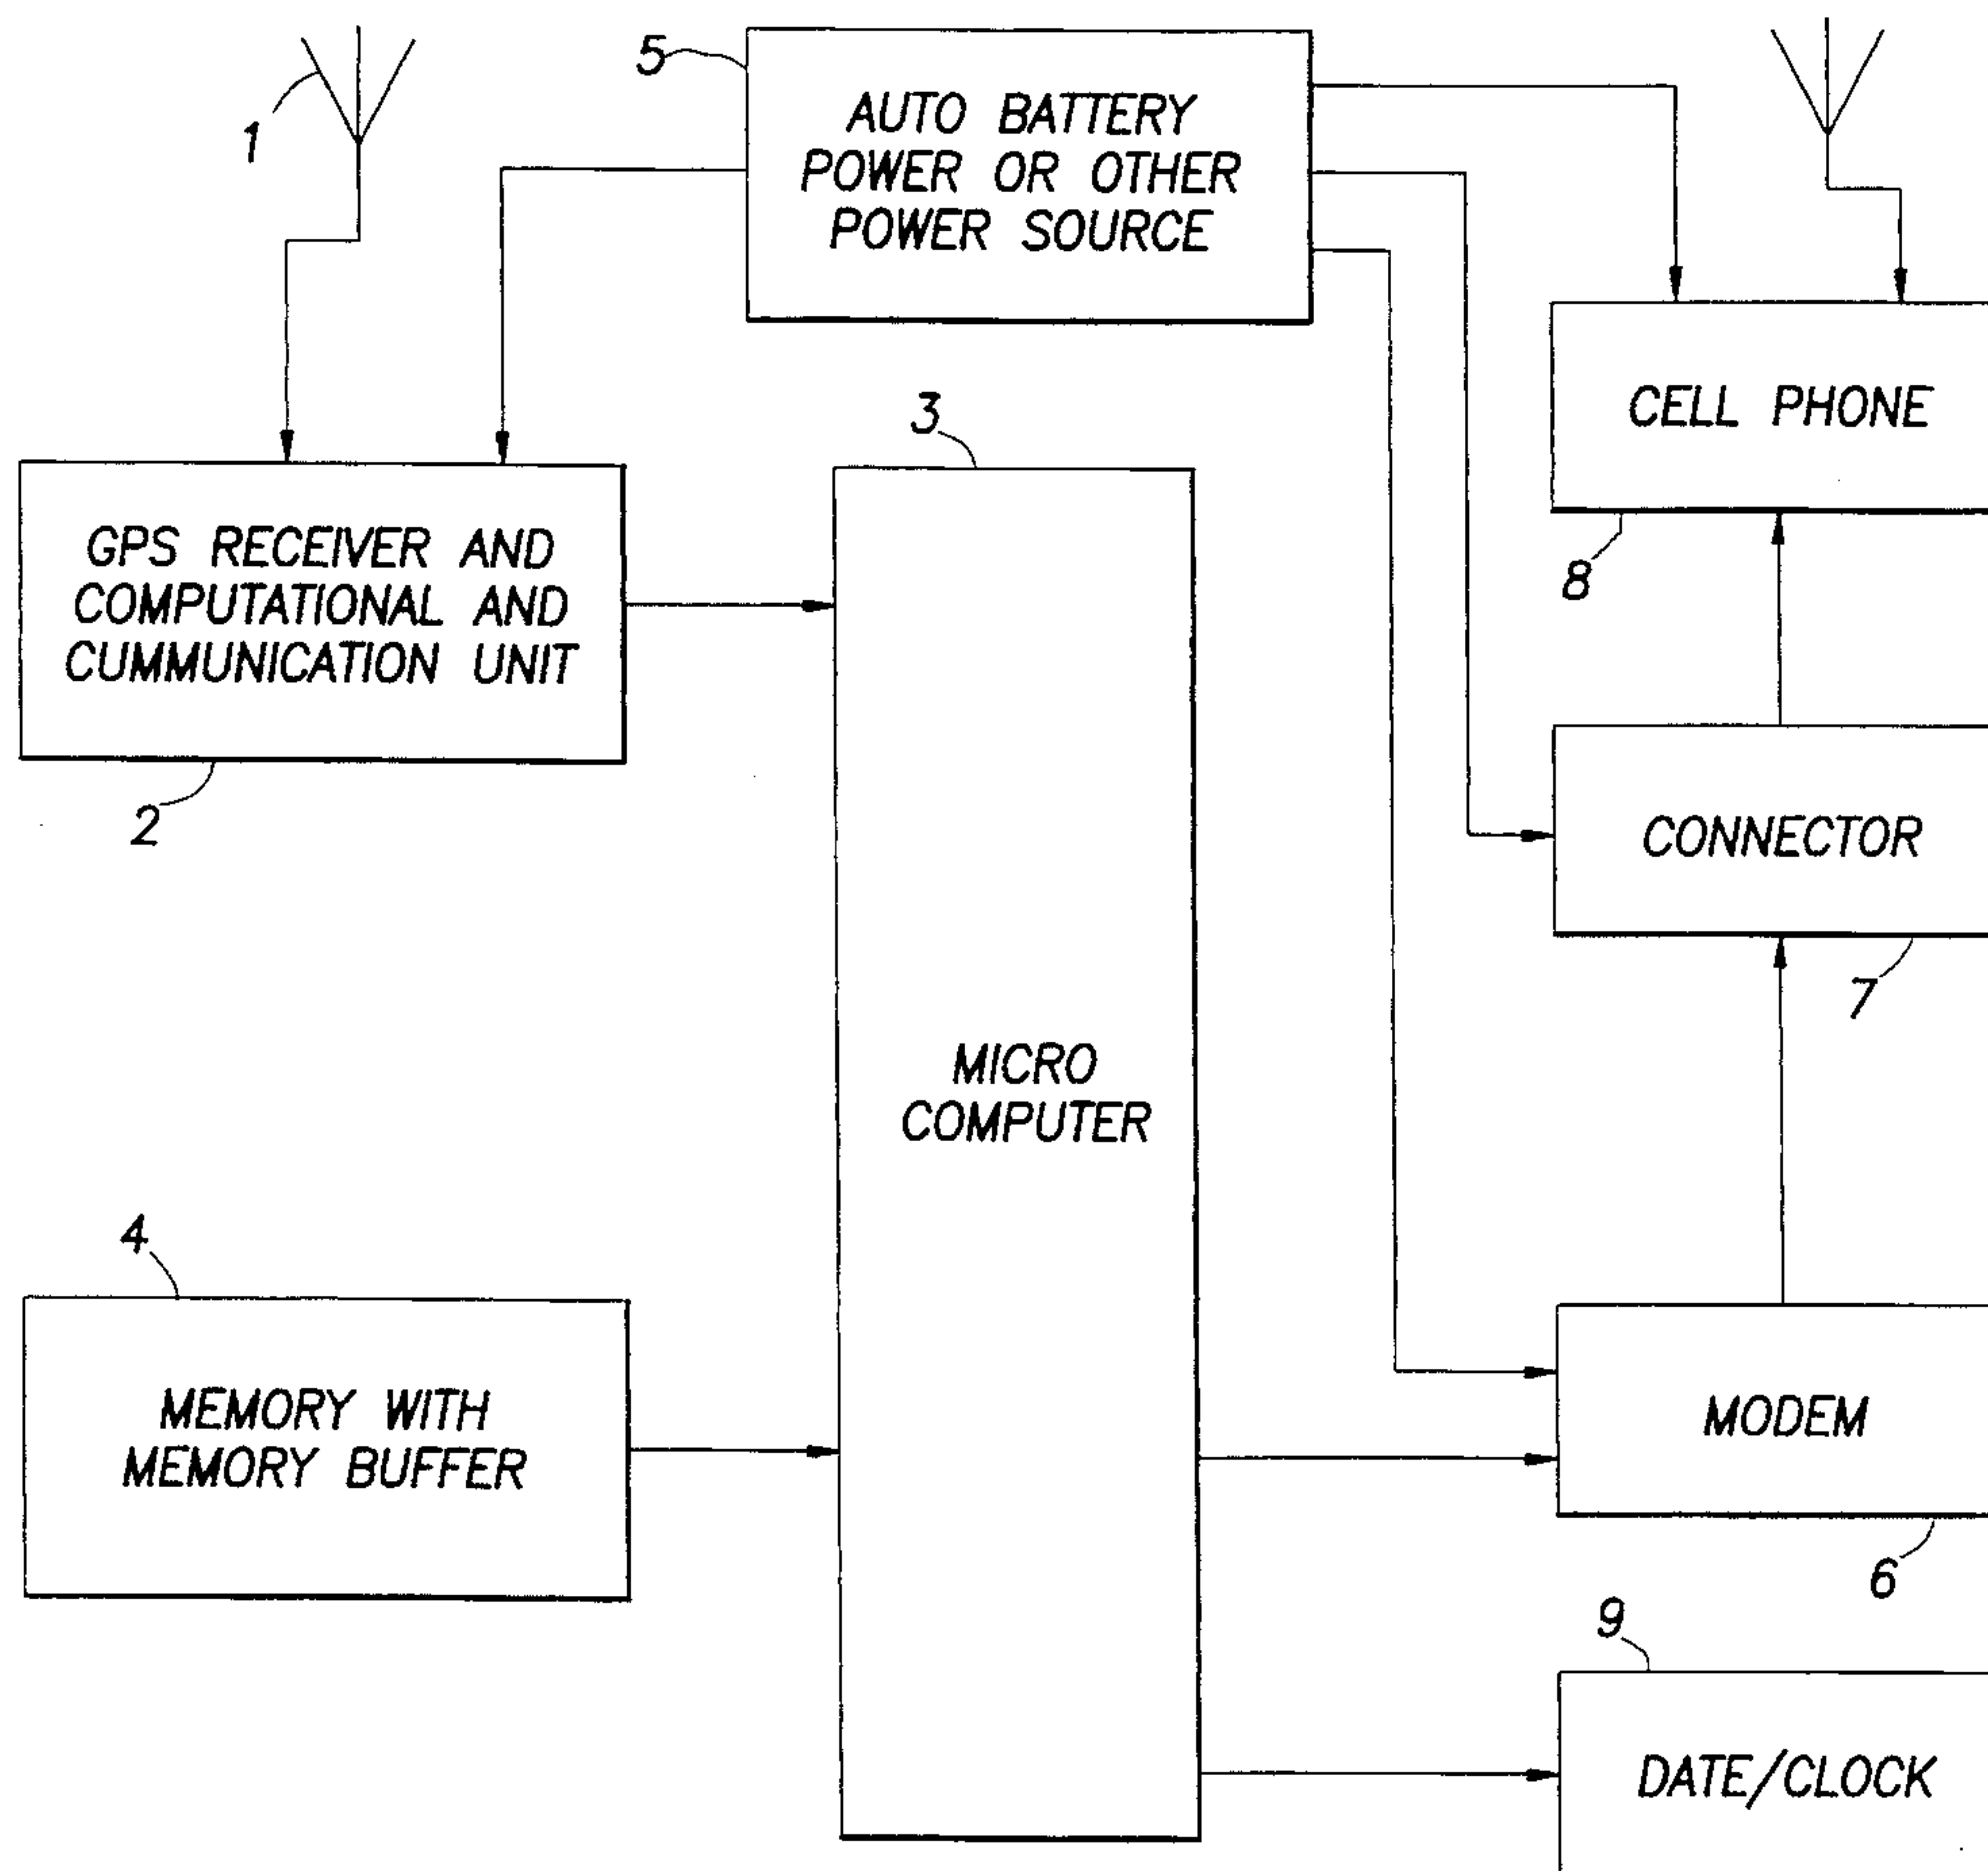 1
5
AUTO BATTERY
POWER OR OTHER
POWER SOURCE
CELL PHONE
8
3
GPS RECEIVER AND
COMPUTATIONAL AND
CUMMUNICATION UNIT
2
CONNECTOR
7
MICRO
COMPUTER
4
MEMORY WITH
MEMORY BUFFER
MODEM
6
9
DATE/CLOCK